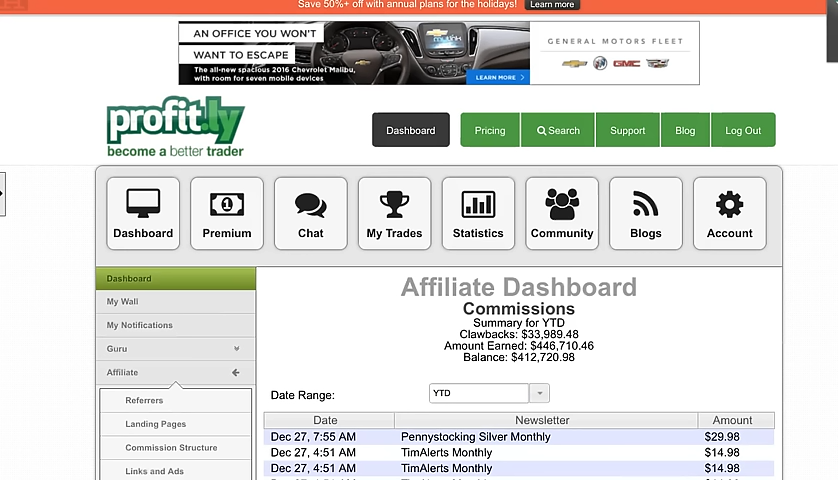 Save 50%+ off with annual plans for the holidays! Learn more
AN OFFICE YOU WON'T
WANT TO ESCAPE
The all-new spacious 2016 Chevrolet Malibu,
with room for seven mobile devices
LEARN MORE
GENERAL MOTORS FLEET
GMC
profit.ly
become a better trader
Dashboard
Pricing
Search
Support
Blog
Log Out
Dashboard
Premium
Chat
My Trades
Statistics
Community
Blogs
Account
Dashboard
My Wall
My Notifications
Guru
Affiliate
Referrers
Landing Pages
Commission Structure
Links and Ads
Affiliate Dashboard
Commissions
Summary for YTD
Clawbacks: $33,989.48
Amount Earned: $446,710.46
Balance: $412,720.98
Date Range: YTD
Date Newsletter Amount
Dec 27, 7:55 AM Pennystocking Silver Monthly $29.98
Dec 27, 4:51 AM TimAlerts Monthly $14.98
Dec 27, 4:51 AM TimAlerts Monthly $14.98